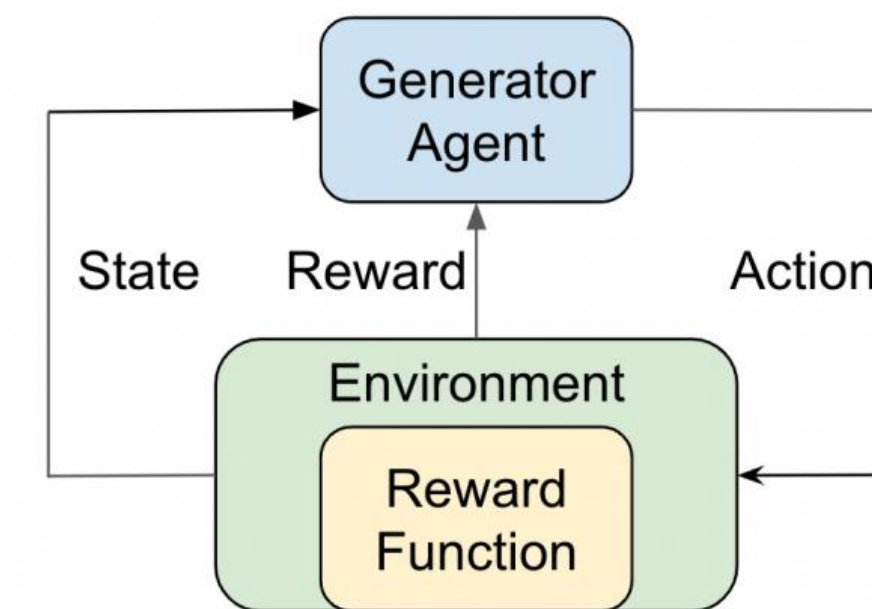 Generator
Agent
State
Reward
Action
Environment
Reward
Function